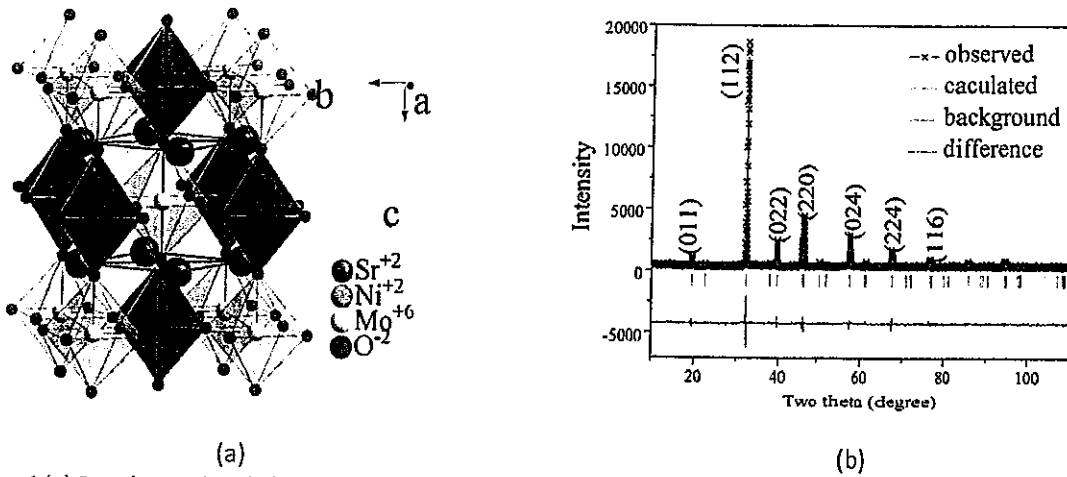 b
a
c
Sr+2
Ni+2
Mo+6
O-2
(a)
20000
15000
10000
5000
0
-5000
Intensity
(112)
(011)
(022)
(220)
(024)
(224)
(116)
observed
caculated
background
difference
20
40
60
80
100
Two theta (degree)
(b)